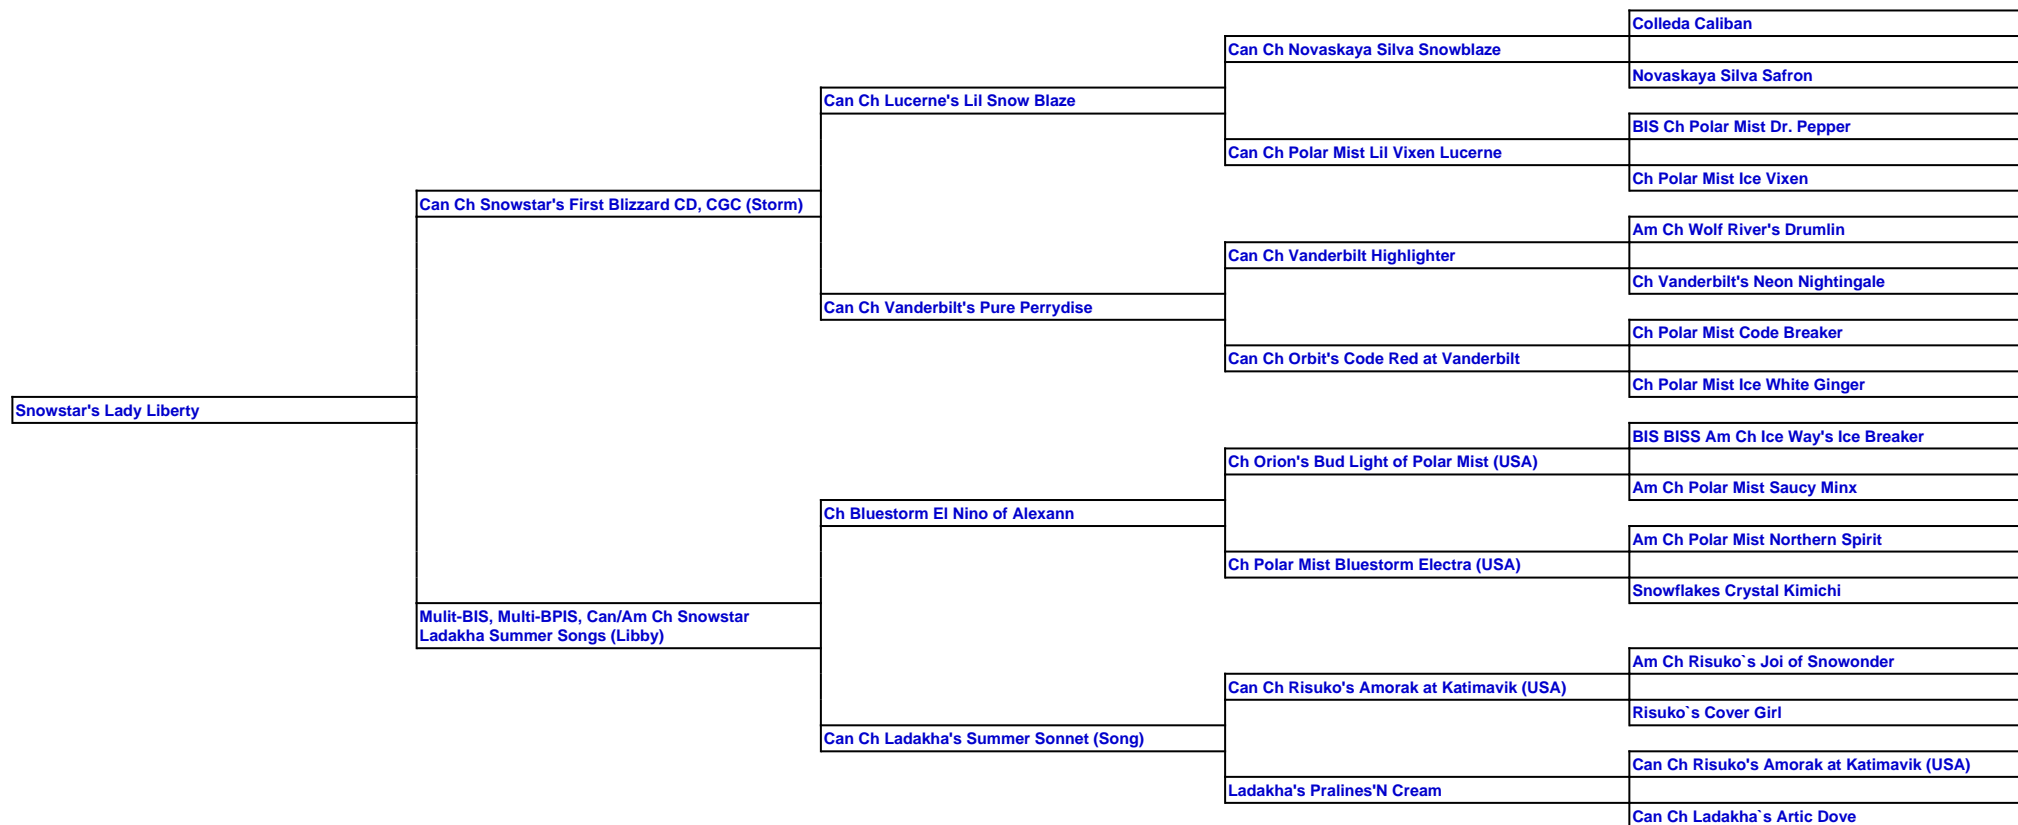 Colleda Caliban
Can Ch Novaskaya Silva Snowblaze
Novaskaya Silva Safron
Can Ch Lucerne's Lil Snow Blaze
BIS Ch Polar Mist Dr. Pepper
Can Ch Polar Mist Lil Vixen Lucerne
Ch Polar Mist Ice Vixen
Can Ch Snowstar's First Blizzard CD, CGC (Storm)
Am Ch Wolf River's Drumlin
Can Ch Vanderbilt Highlighter
Ch Vanderbilt's Neon Nightingale
Can Ch Vanderbilt's Pure Perrydise
Ch Polar Mist Code Breaker
Can Ch Orbit's Code Red at Vanderbilt
Ch Polar Mist Ice White Ginger
Snowstar's Lady Liberty
BIS BISS Am Ch Ice Way's Ice Breaker
Ch Orion's Bud Light of Polar Mist (USA)
Am Ch Polar Mist Saucy Minx
Ch Bluestorm El Nino of Alexann
Am Ch Polar Mist Northern Spirit
Ch Polar Mist Bluestorm Electra (USA)
Snowflakes Crystal Kimichi
Mulit-BIS, Multi-BPIS, Can/Am Ch Snowstar
Ladakha Summer Songs (Libby)
Am Ch Risuko`s Joi of Snowonder
Can Ch Risuko's Amorak at Katimavik (USA)
Risuko`s Cover Girl
Can Ch Ladakha's Summer Sonnet (Song)
Can Ch Risuko's Amorak at Katimavik (USA)
Ladakha's Pralines'N Cream
Can Ch Ladakha`s Artic Dove